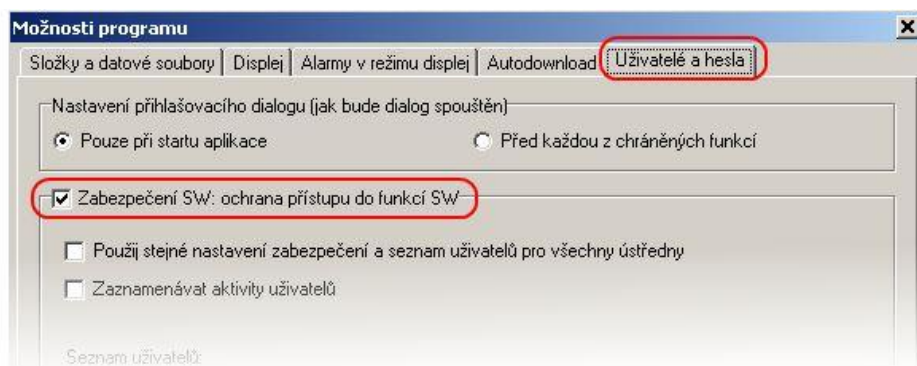 Možnosti programu
Složky a datové soubory Displej Alarmy v režimu displej Autodownload Uživatelé a hesla
Nastavení přihlašovacího dialogu (jak bude dialog spouštěn)
Pouze při startu aplikace Před každou z chráněných funkcí
Zabezpečení SW: ochrana přístupu do funkcí SW
Použij stejné nastavení zabezpečení a seznam uživatelů pro všechny ústředny
Zaznamenávat aktivity uživatelů
Seznam uživatelů: